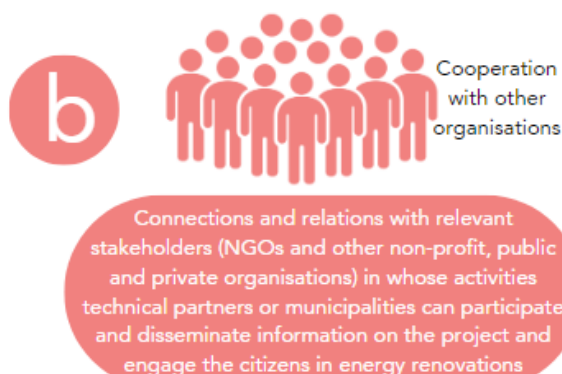 b
Cooperation
with other
organisations
Connections and relations with relevant
stakeholders (NGOs and other non-profit, public
and private organisations) in whose activities
technical partners or municipalities can participate
and disseminate information on the project and
engage the citizens in energy renovations